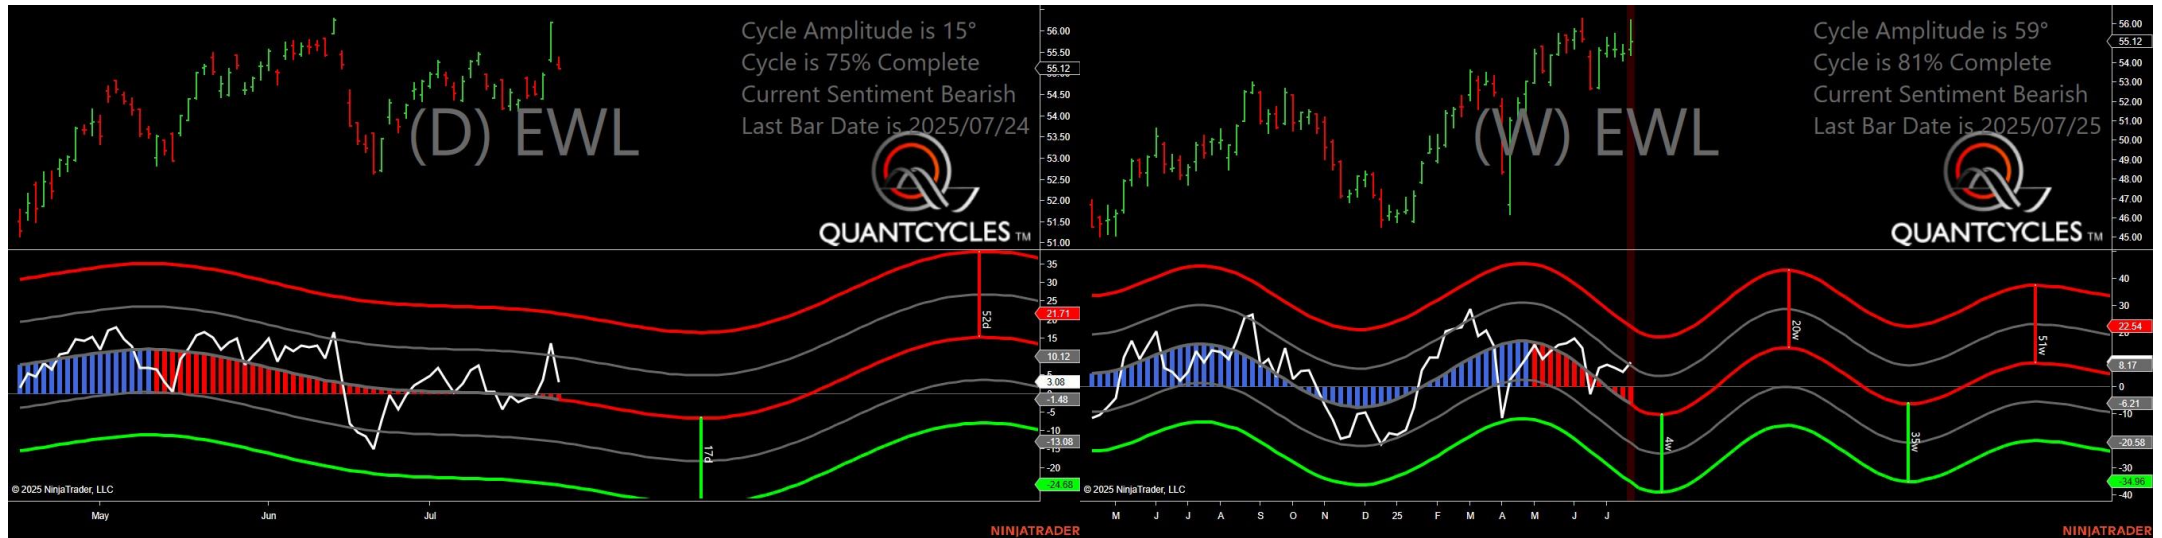 Cycle Amplitude is 15°
Cycle is 75% Complete
Current Sentiment Bearish
Last Bar Date is 2025/07/24
(D) EWL
QUANTCYCLES TM
56.00
55.50
55.12
54.50
54.00
53.50
53.00
52.50
52.00
51.50
51.00
35
30
25
21.71
15
10.12
3.08
-1.48
-5
-10
-13.08
-20
-24.68
52d
17d
© 2025 NinjaTrader, LLC
May
Jun
Jul
NINJATRADER
Cycle Amplitude is 59°
Cycle is 81% Complete
Current Sentiment Bearish
Last Bar Date is 2025/07/25
(W) EWL
QUANTCYCLES TM
56.00
55.12
54.00
53.00
52.00
51.00
50.00
49.00
48.00
47.00
46.00
45.00
40
30
22.54
8.17
0
-6.21
-10
-20.58
-30
-34.96
-40
20w
51w
4w
35w
© 2025 NinjaTrader, LLC
M J J A S O N D 25 F M A M J J
NINJATRADER